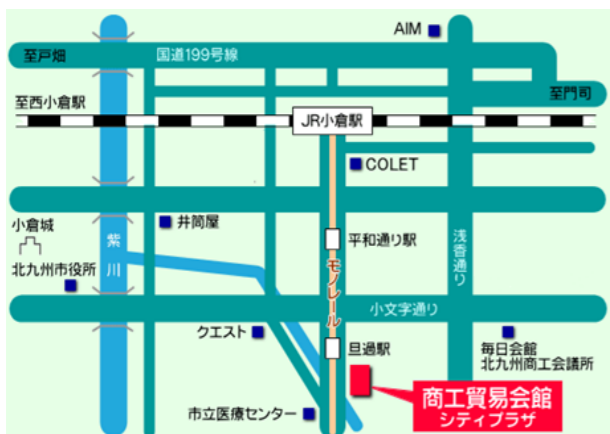 AIM
至戸畑
国道199号線
至門司
至西小倉駅
JR小倉駅
COLET
小倉城
井筒屋
紫川
平和通り駅
浅香通り
北九州市役所
モノレール
小文字通り
クエスト
旦過駅
毎日会館
北九州商工会議所
商工貿易会館
シティプラザ
市立医療センター